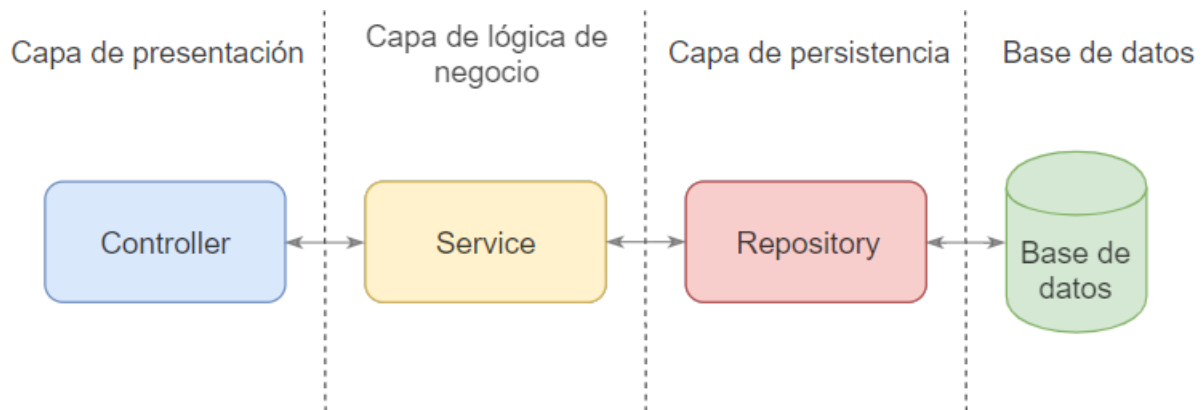 Capa de presentación
Capa de lógica de
negocio
Capa de persistencia
Base de datos
Controller
Service
Repository
Base de
datos